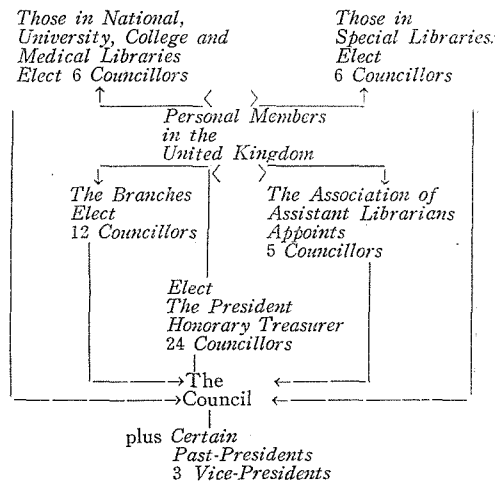 Those in National,
University, College and
Medical Libraries
Elect 6 Councillors
Those in
Special Libraries.
Elect
6 Councillors
Personal Members
in the
United Kingdom
The Branches
Elect
12 Councillors
The Association of
Assistant Librarians
Appoints
5 Councillors
Elect
The President
Honorary Treasurer
24 Councillors
The
Council
plus Certain
Past-Presidents
3 Vice-Presidents